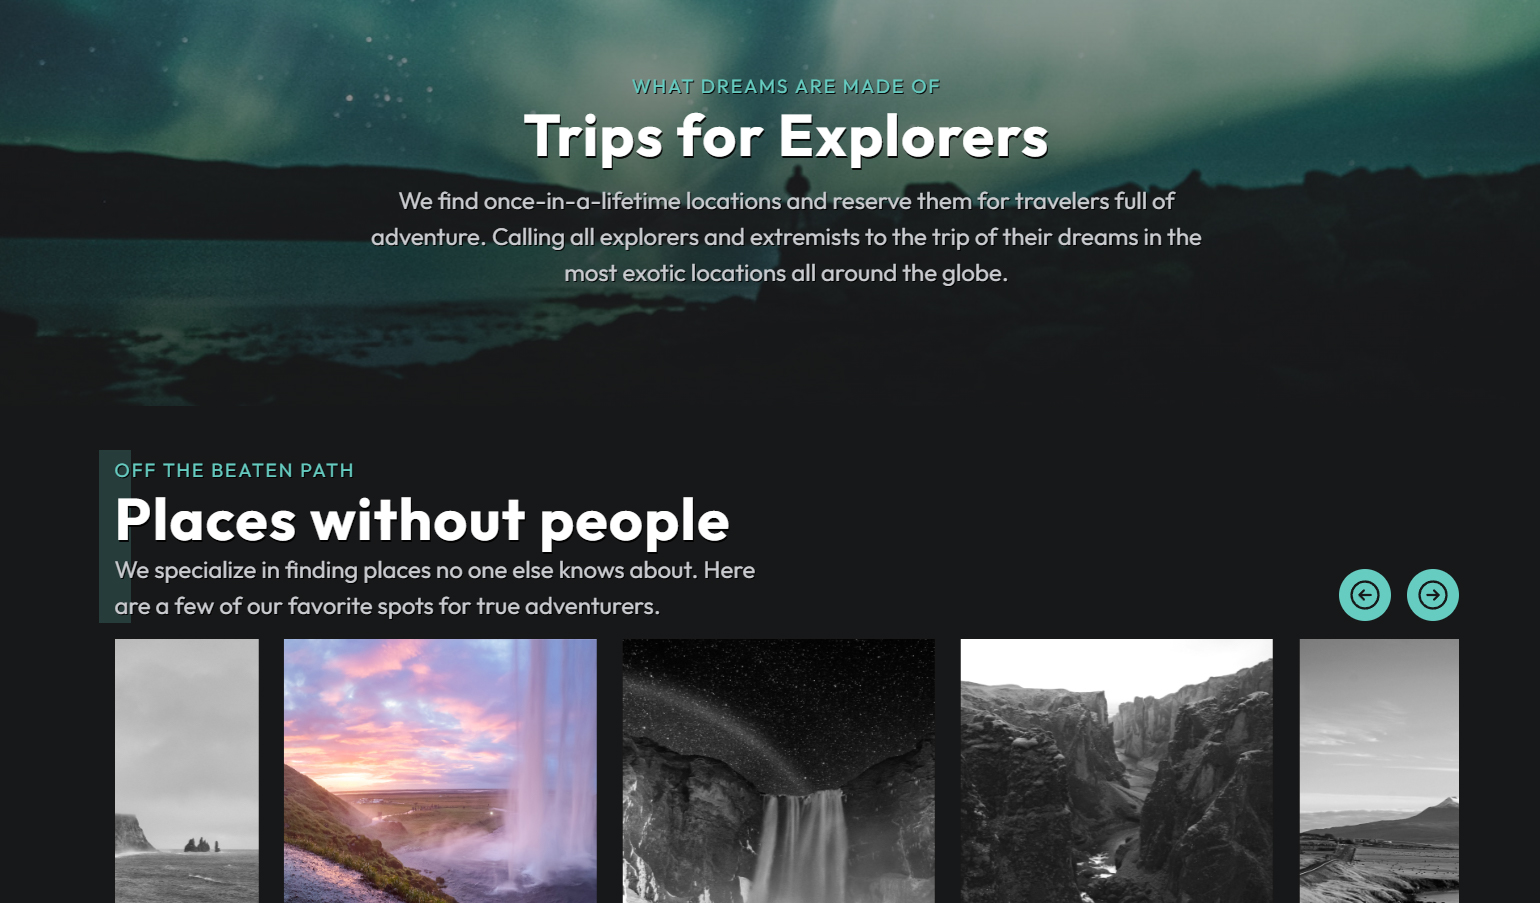 WHAT DREAMS ARE MADE OF
Trips for Explorers
We find once-in-a-lifetime locations and reserve them for travelers full of
adventure. Calling all explorers and extremists to the trip of their dreams in the
most exotic locations all around the globe.
OFF THE BEATEN PATH
Places without people
We specialize in finding places no one else knows about. Here
are a few of our favorite spots for true adventurers.